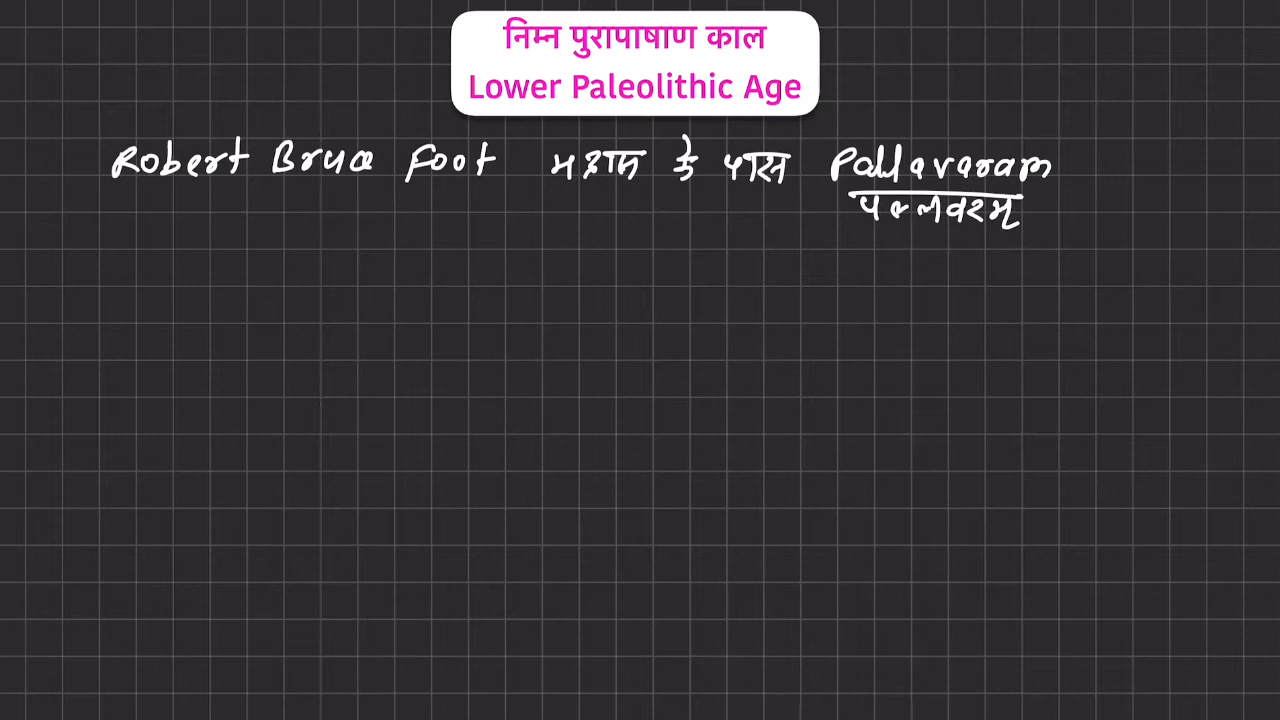 निम्न पुरापाषाण काल
Lower Paleolithic Age
Robert Bruce Foot मद्रास के पास Pallavaram
पल्लवरम्